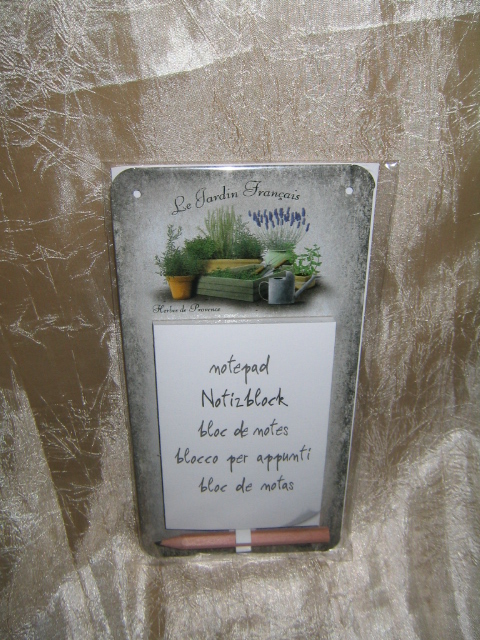 Le Jardin Français
Herbes de Provence
notepad
Notizblock
bloc de notes
blocco per appunti
bloc de notas